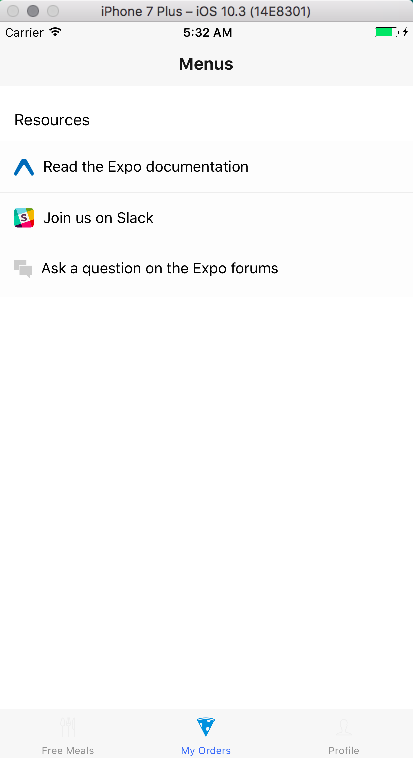 iPhone 7 Plus – iOS 10.3 (14E8301)
Carrier 5:32 AM
Menus
Resources
Read the Expo documentation
S Join us on Slack
Ask a question on the Expo forums
Free Meals My Orders Profile